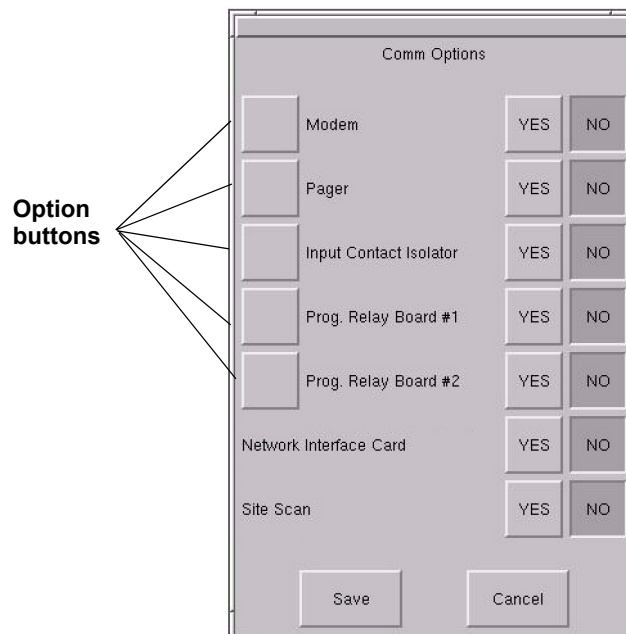 Comm Options
Modem YES NO
Pager YES NO
Option
buttons
Input Contact Isolator YES NO
Prog. Relay Board #1 YES NO
Prog. Relay Board #2 YES NO
Network Interface Card YES NO
Site Scan YES NO
Save Cancel